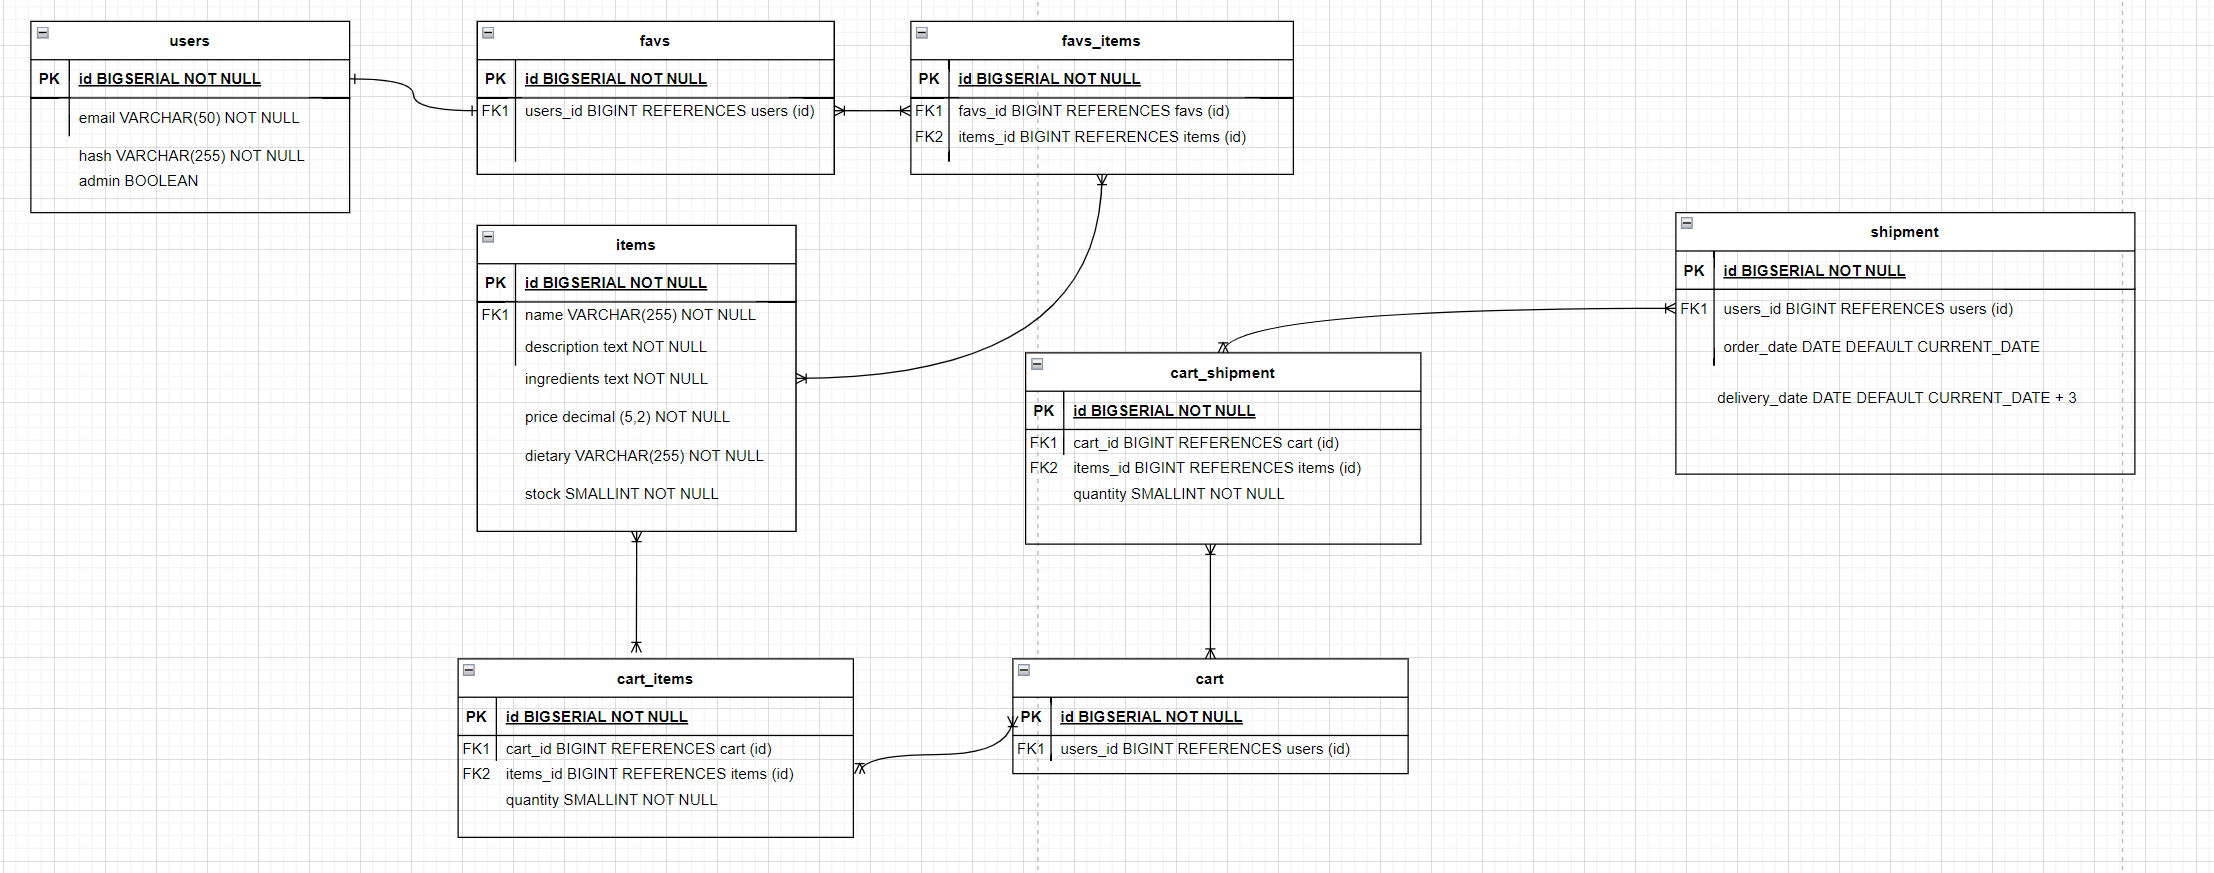 users
PK id BIGSERIAL NOT NULL
email VARCHAR(50) NOT NULL
hash VARCHAR(255) NOT NULL
admin BOOLEAN
favs
PK id BIGSERIAL NOT NULL
FK1 users_id BIGINT REFERENCES users (id)
favs_items
PK id BIGSERIAL NOT NULL
FK1 favs_id BIGINT REFERENCES favs (id)
FK2 items_id BIGINT REFERENCES items (id)
items
PK id BIGSERIAL NOT NULL
FK1 name VARCHAR(255) NOT NULL
description text NOT NULL
ingredients text NOT NULL
price decimal (5,2) NOT NULL
dietary VARCHAR(255) NOT NULL
stock SMALLINT NOT NULL
shipment
PK id BIGSERIAL NOT NULL
FK1 users_id BIGINT REFERENCES users (id)
order_date DATE DEFAULT CURRENT_DATE
delivery_date DATE DEFAULT CURRENT_DATE + 3
cart_shipment
PK id BIGSERIAL NOT NULL
FK1 cart_id BIGINT REFERENCES cart (id)
FK2 items_id BIGINT REFERENCES items (id)
quantity SMALLINT NOT NULL
cart_items
PK id BIGSERIAL NOT NULL
FK1 cart_id BIGINT REFERENCES cart (id)
FK2 items_id BIGINT REFERENCES items (id)
quantity SMALLINT NOT NULL
cart
PK id BIGSERIAL NOT NULL
FK1 users_id BIGINT REFERENCES users (id)